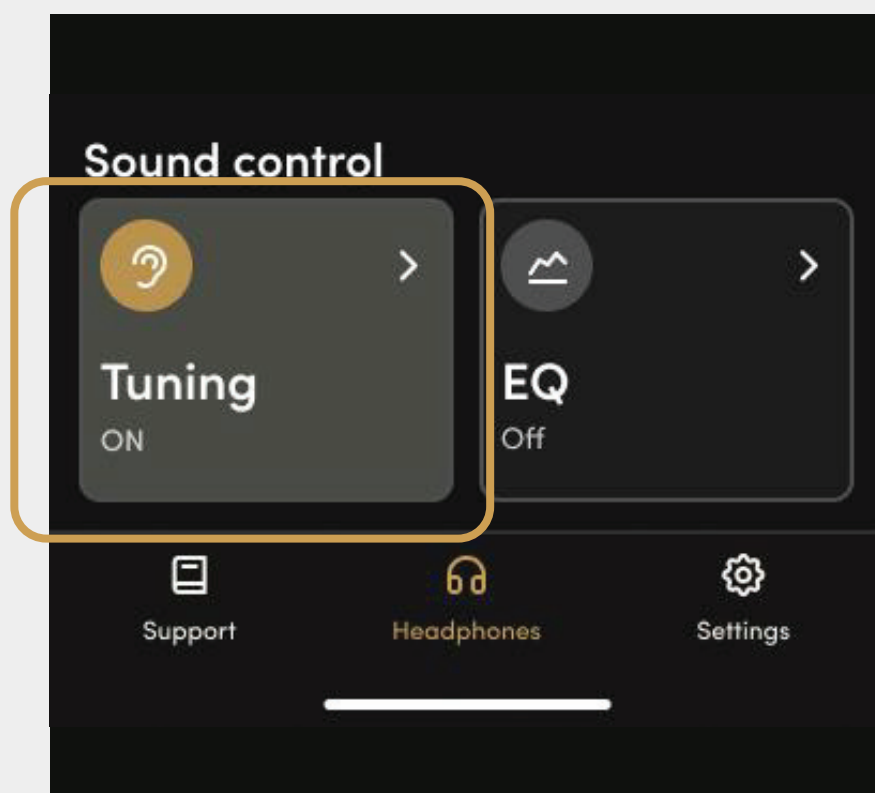 Sound control
Tuning
ON
EQ
Off
Support
Headphones
Settings